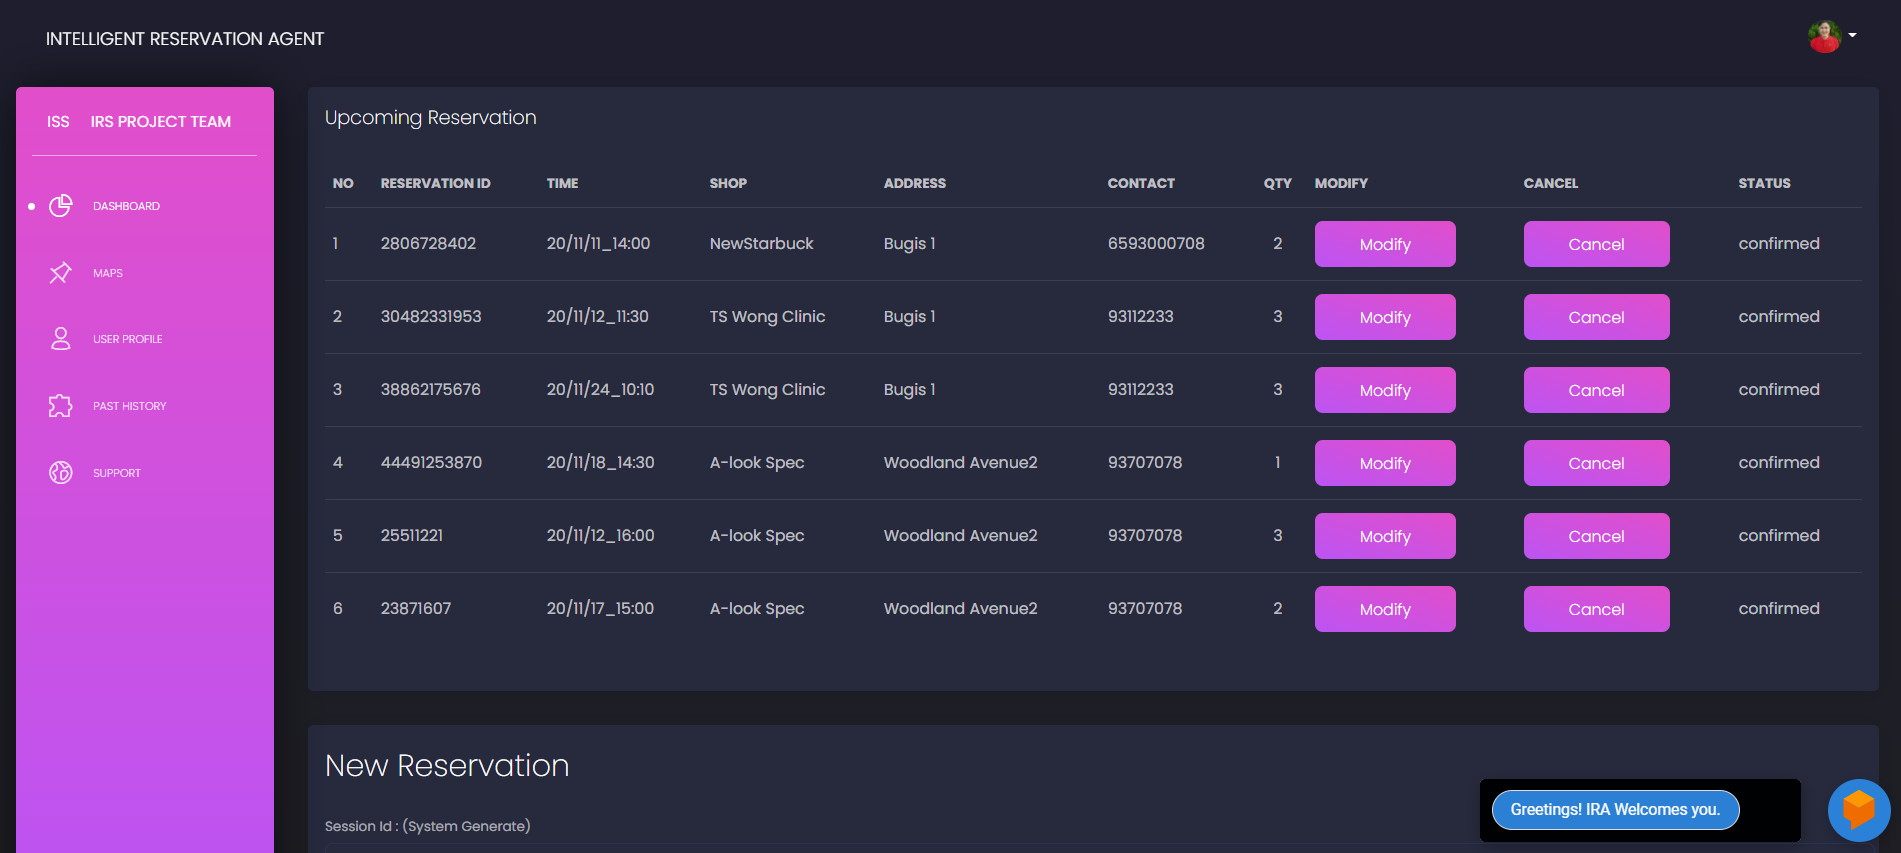 INTELLIGENT RESERVATION AGENT
ISS IRS PROJECT TEAM
DASHBOARD
MAPS
USER PROFILE
PAST HISTORY
SUPPORT
Upcoming Reservation
NO RESERVATION ID TIME SHOP ADDRESS CONTACT QTY MODIFY CANCEL STATUS
1 2806728402 20/11/11_14:00 NewStarbuck Bugis 1 6593000708 2 Modify Cancel confirmed
2 30482331953 20/11/12_11:30 TS Wong Clinic Bugis 1 93112233 3 Modify Cancel confirmed
3 38862175676 20/11/24_10:10 TS Wong Clinic Bugis 1 93112233 3 Modify Cancel confirmed
4 44491253870 20/11/18_14:30 A-look Spec Woodland Avenue2 93707078 1 Modify Cancel confirmed
5 25511221 20/11/12_16:00 A-look Spec Woodland Avenue2 93707078 3 Modify Cancel confirmed
6 23871607 20/11/17_15:00 A-look Spec Woodland Avenue2 93707078 2 Modify Cancel confirmed
New Reservation
Session Id : (System Generate)
Greetings! IRA Welcomes you.